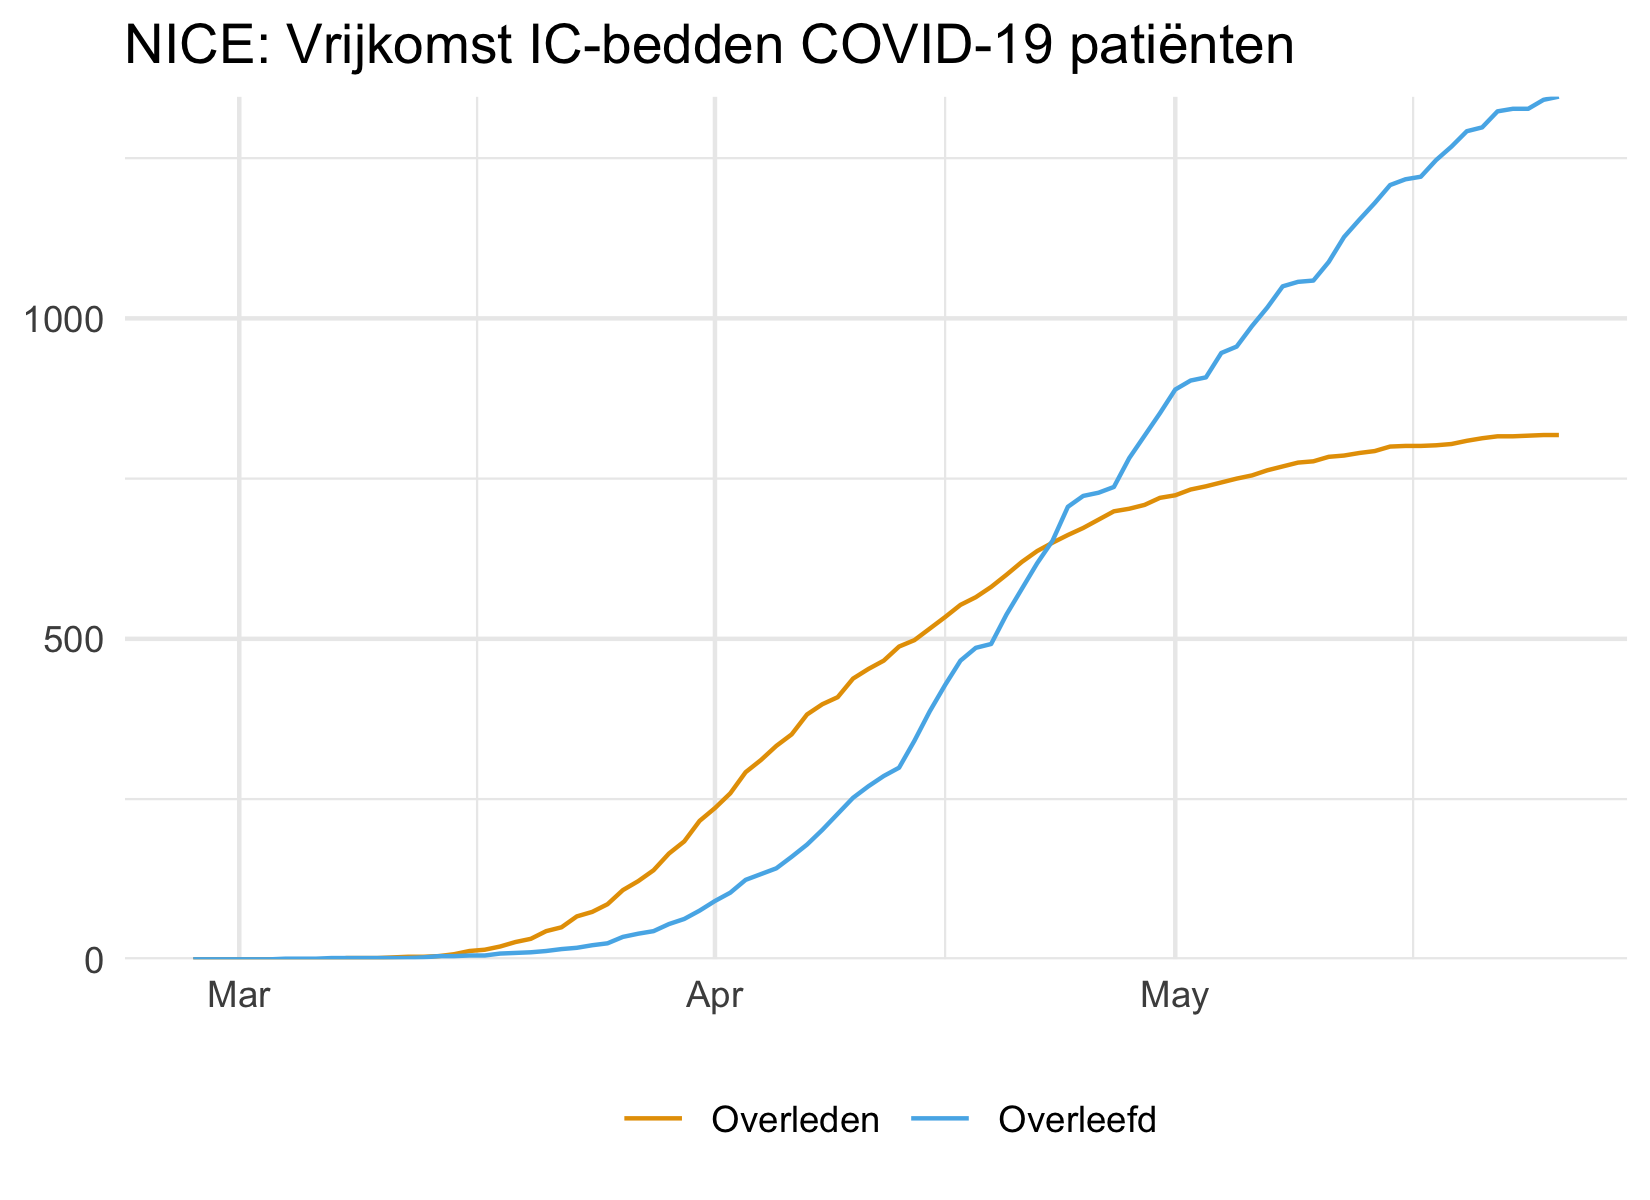 NICE: Vrijkomst IC-bedden COVID-19 patiënten
1000
500
0
Mar Apr May
Overleden Overleefd